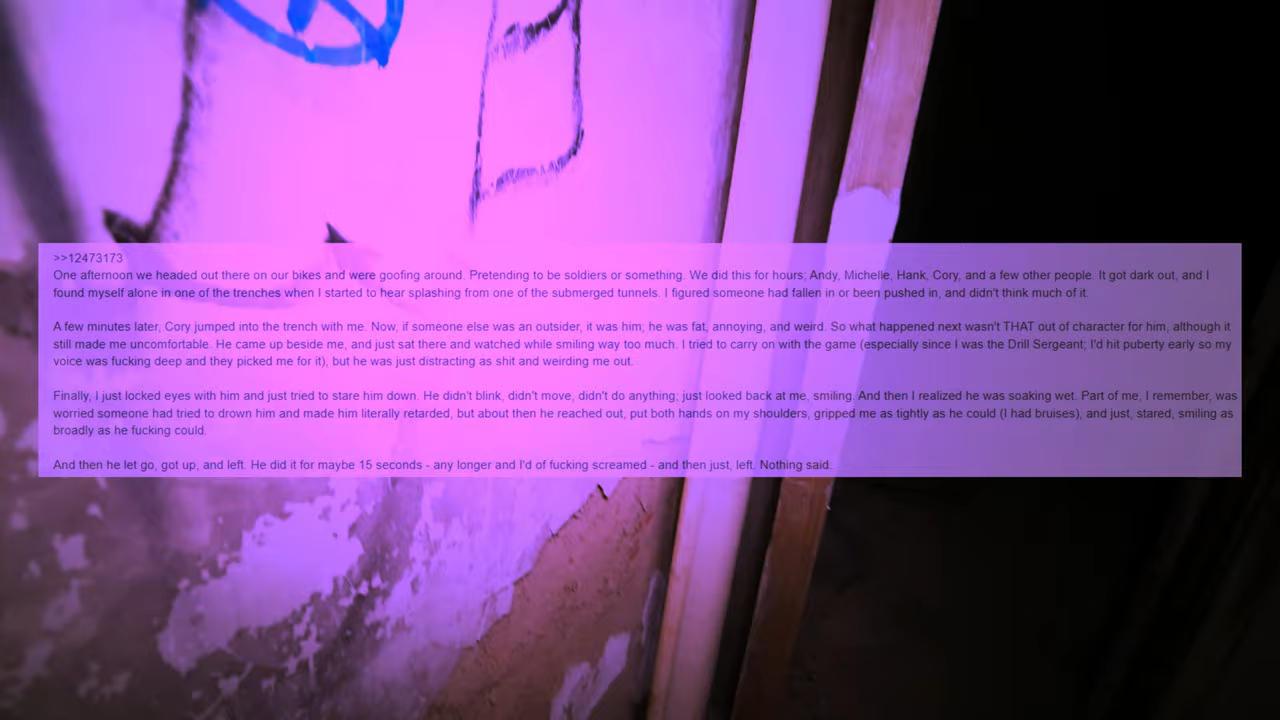 >>12473173
One afternoon we headed out there on our bikes and were goofing around. Pretending to be soldiers or something. We did this for hours; Andy, Michelle, Hank, Cory, and a few other people. It got dark out, and I
found myself alone in one of the trenches when I started to hear splashing from one of the submerged tunnels. I figured someone had fallen in or been pushed in, and didn't think much of it.
A few minutes later, Cory jumped into the trench with me. Now, if someone else was an outsider, it was him; he was fat, annoying, and weird. So what happened next wasn't THAT out of character for him, although it
still made me uncomfortable. He came up beside me, and just sat there and watched while smiling way too much. I tried to carry on with the game (especially since I was the Drill Sergeant; I'd hit puberty early so my
voice was fucking deep and they picked me for it), but he was just distracting as shit and weirding me out.
Finally, I just locked eyes with him and just tried to stare him down. He didn't blink, didn't move, didn't do anything; just looked back at me, smiling. And then I realized he was soaking wet. Part of me, I remember, was
worried someone had tried to drown him and made him literally retarded, but about then he reached out, put both hands on my shoulders, gripped me as tightly as he could (I had bruises), and just, stared, smiling as
broadly as he fucking could.
And then he let go, got up, and left. He did it for maybe 15 seconds - any longer and I'd of fucking screamed - and then just, left. Nothing said.